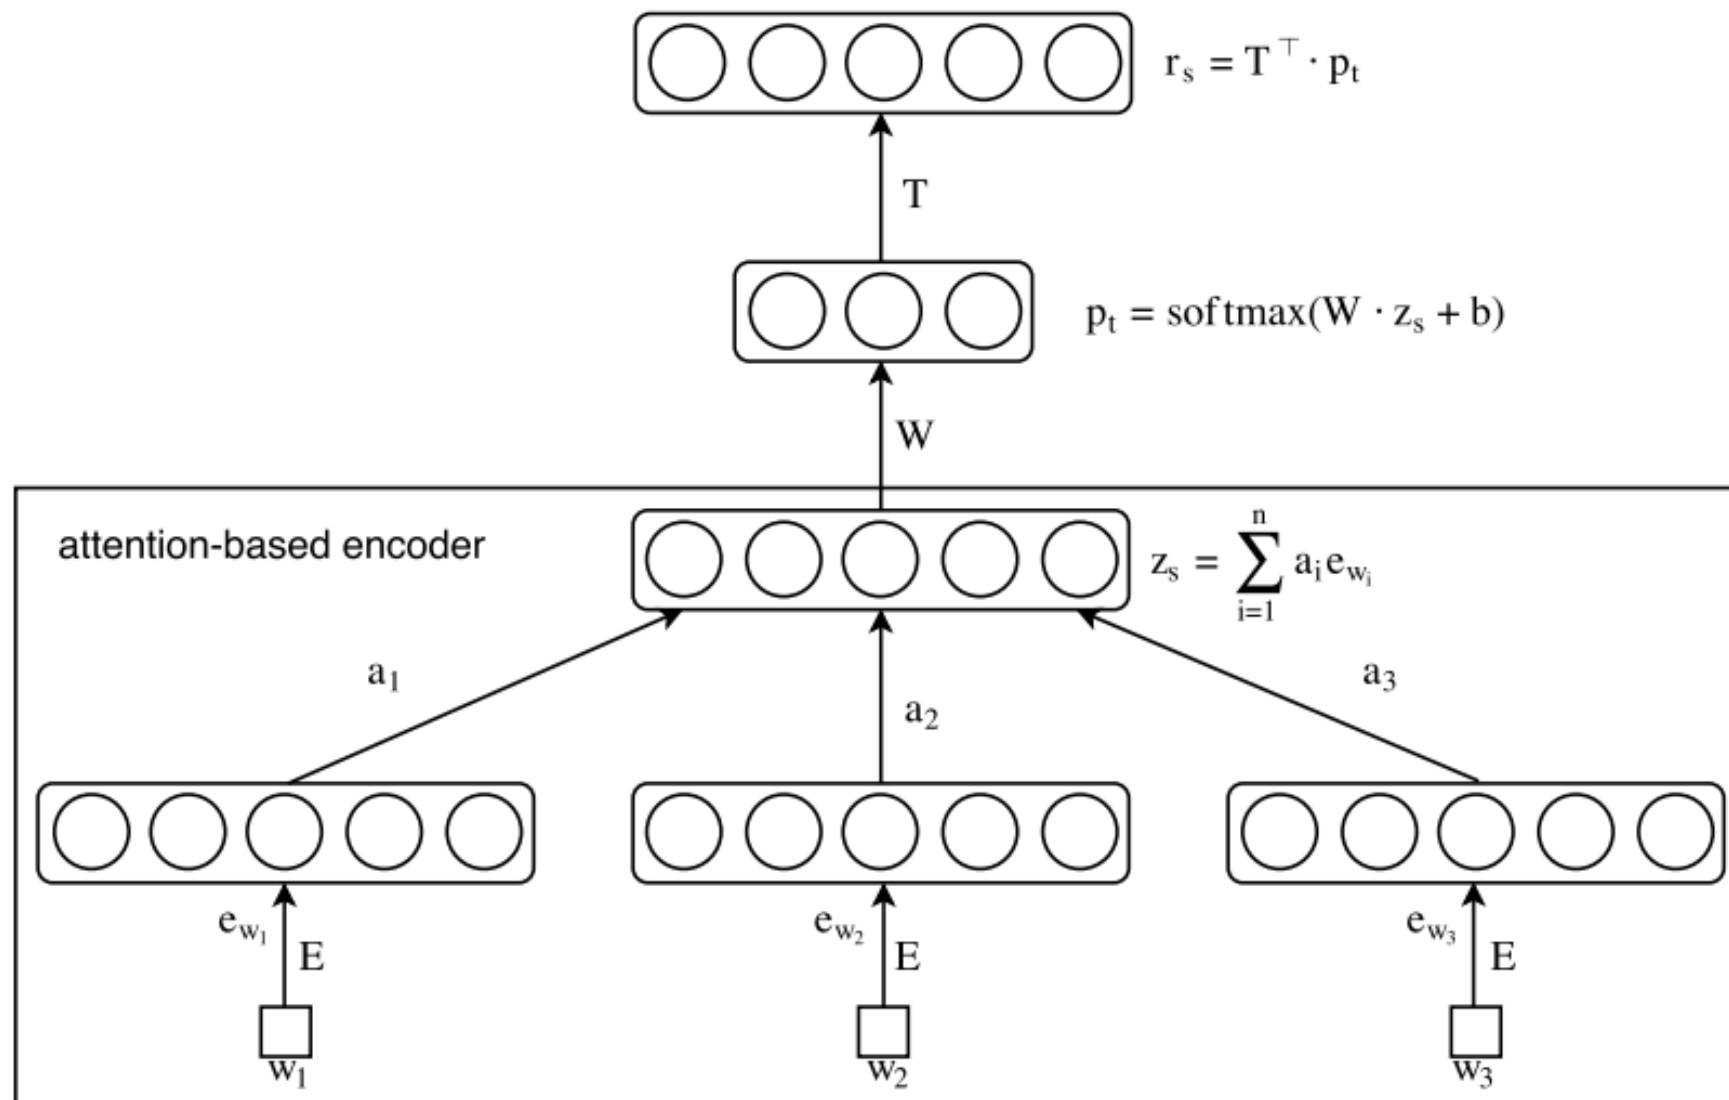 r_s = T^⊤ · p_t
T
p_t = softmax(W · z_s + b)
W
attention-based encoder
z_s = ∑_{i=1}^{n} a_i e_{w_i}
a_1
a_2
a_3
e_{w_1}
E
e_{w_2}
E
e_{w_3}
E
w_1
w_2
w_3